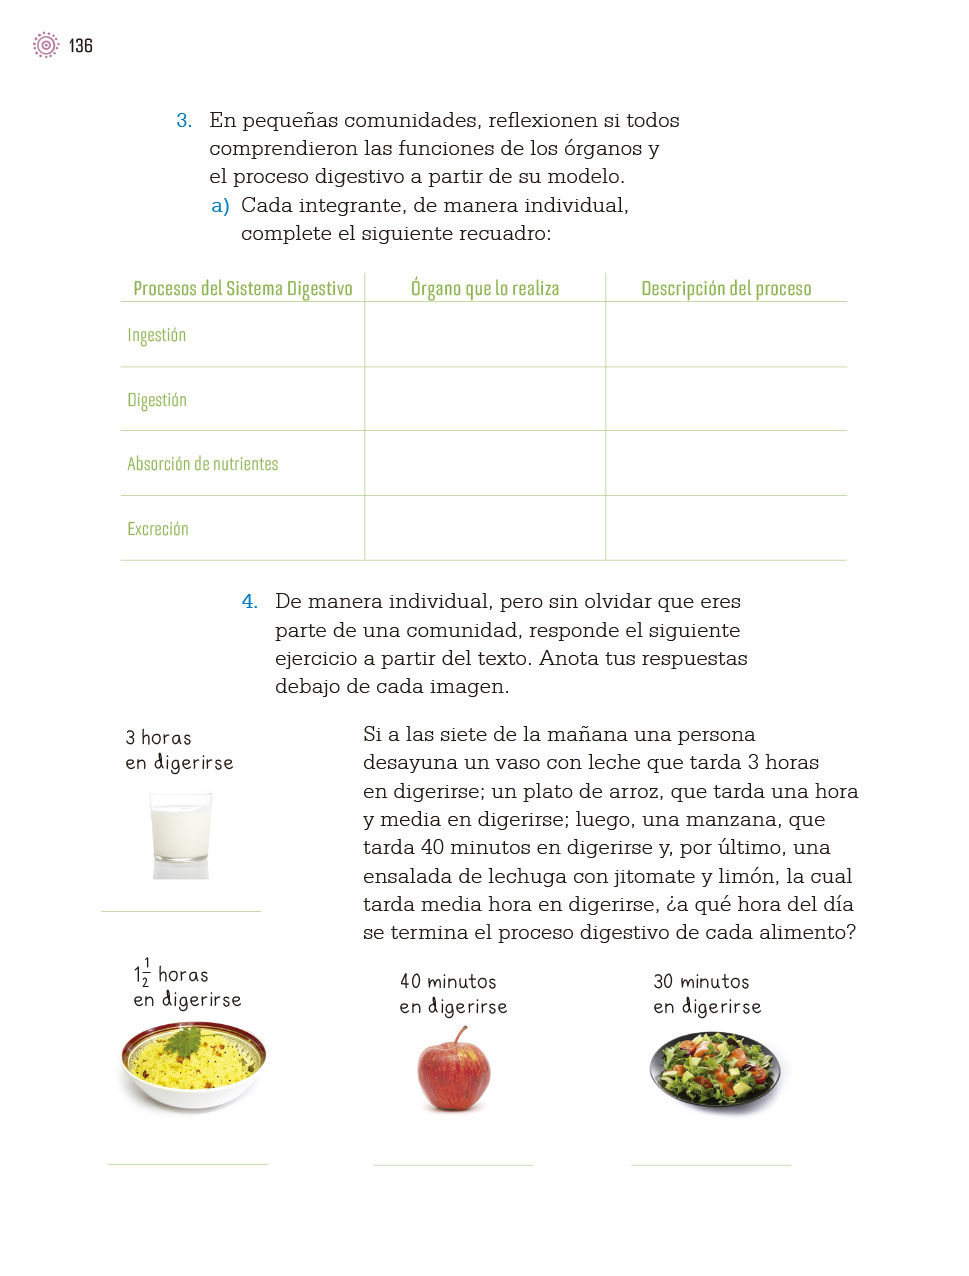 136
3. En pequeñas comunidades, reflexionen si todos
comprendieron las funciones de los órganos y
el proceso digestivo a partir de su modelo.
a) Cada integrante, de manera individual,
complete el siguiente recuadro:
Procesos del Sistema Digestivo Órgano que lo realiza Descripción del proceso
Ingestión
Digestión
Absorción de nutrientes
Excreción
4. De manera individual, pero sin olvidar que eres
parte de una comunidad, responde el siguiente
ejercicio a partir del texto. Anota tus respuestas
debajo de cada imagen.
3 horas
en digerirse
Si a las siete de la mañana una persona
desayuna un vaso con leche que tarda 3 horas
en digerirse; un plato de arroz, que tarda una hora
y media en digerirse; luego, una manzana, que
tarda 40 minutos en digerirse y, por último, una
ensalada de lechuga con jitomate y limón, la cual
tarda media hora en digerirse, ¿a qué hora del día
se termina el proceso digestivo de cada alimento?
1 1/2 horas
en digerirse
40 minutos
en digerirse
30 minutos
en digerirse